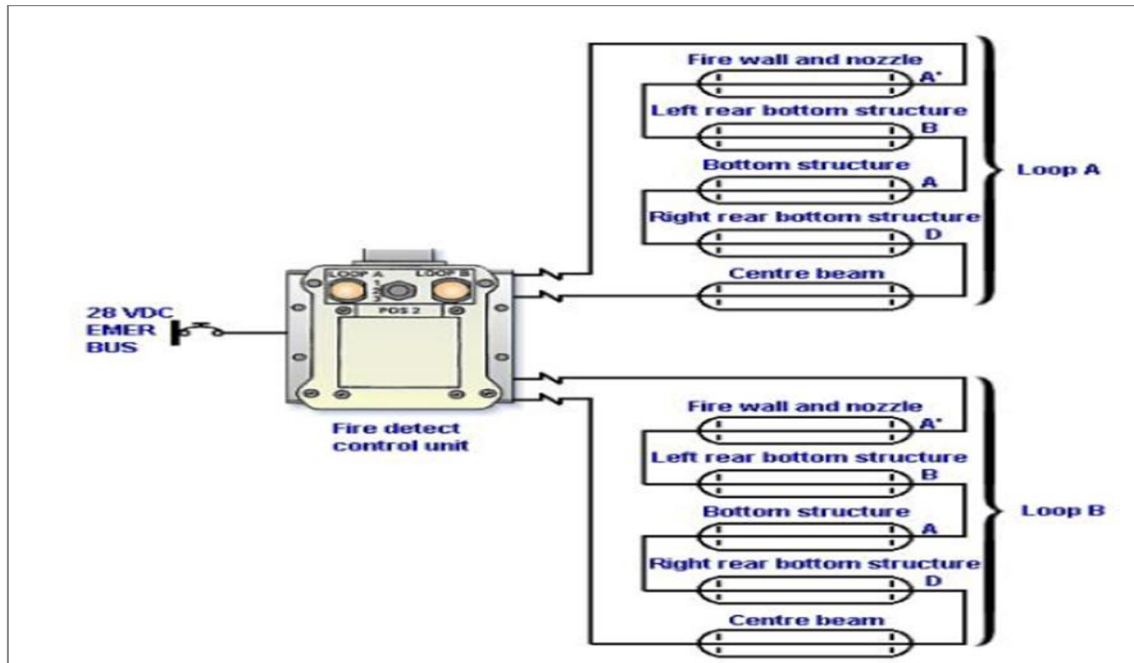 Fire wall and nozzle
A*
Left rear bottom structure
B
Bottom structure
A
Right rear bottom structure
D
Centre beam
Loop A
LOOP A
LOOP B
1
2
3
POS 2
28 VDC
EMER
BUS
Fire detect
control unit
Fire wall and nozzle
A*
Left rear bottom structure
B
Bottom structure
A
Right rear bottom structure
D
Centre beam
Loop B